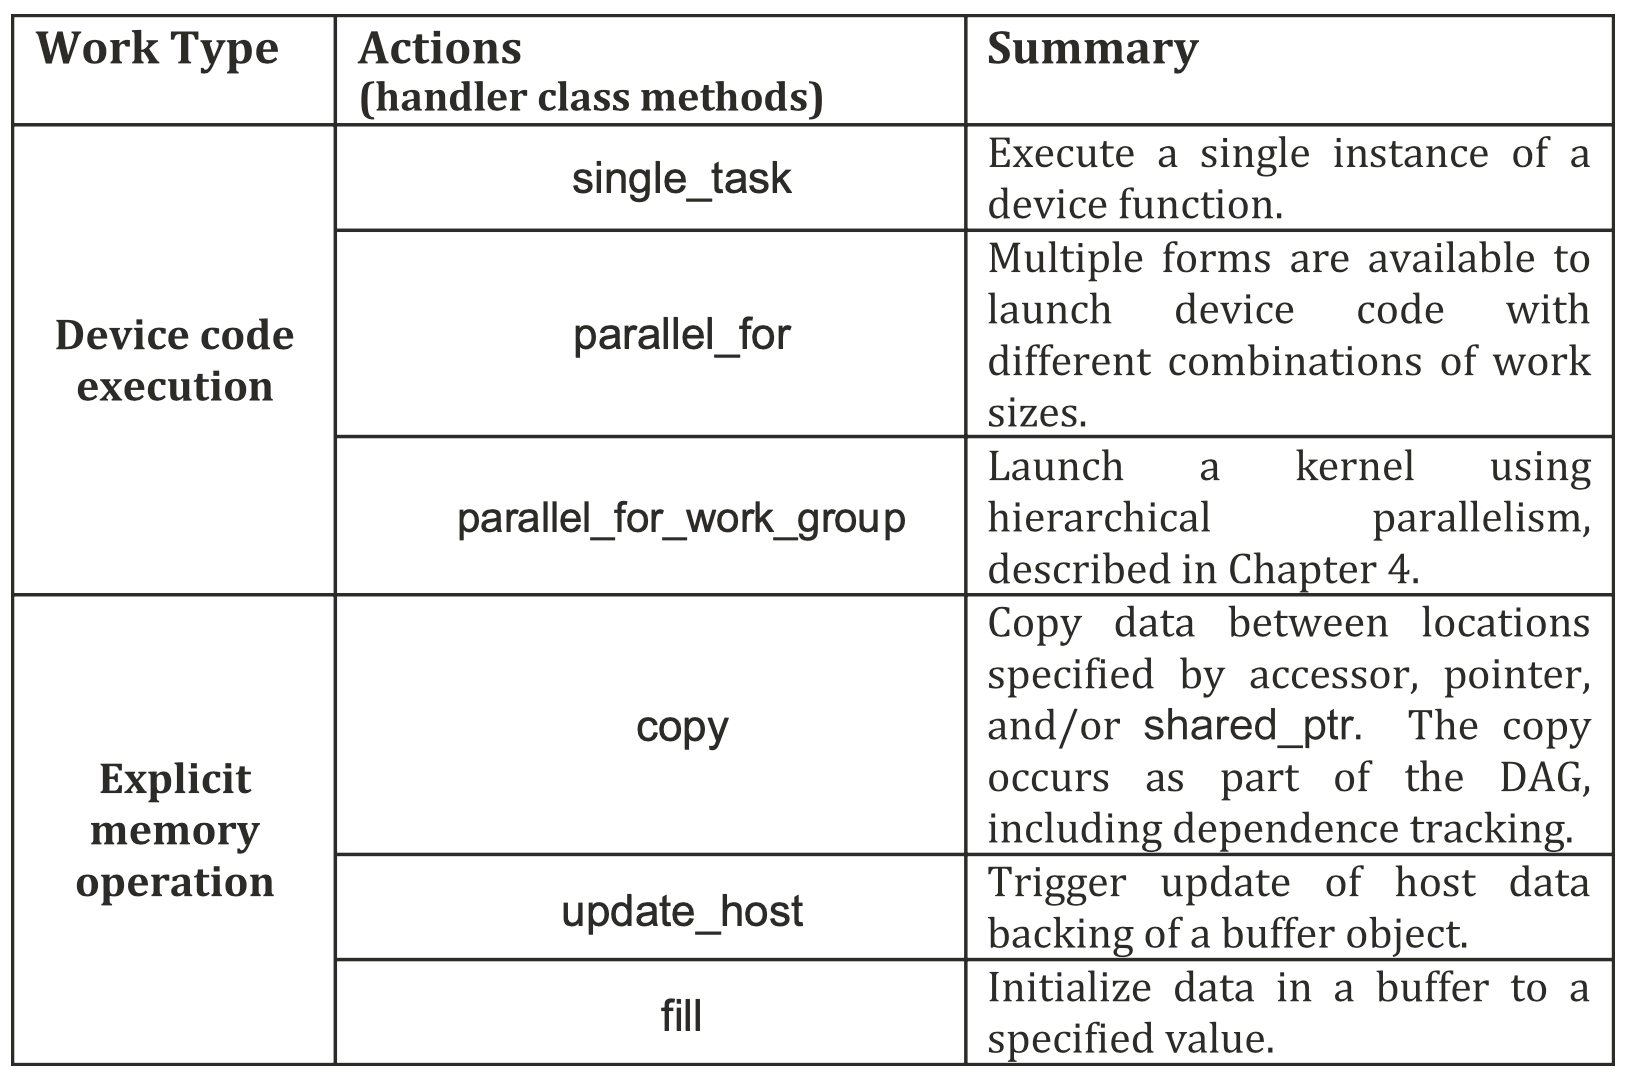 Work Type
Actions
(handler class methods)
Summary
Device code
execution
single_task
Execute a single instance of a
device function.
parallel_for
Multiple forms are available to
launch device code with
different combinations of work
sizes.
parallel_for_work_group
Launch a kernel using
hierarchical parallelism,
described in Chapter 4.
Explicit
memory
operation
copy
Copy data between locations
specified by accessor, pointer,
and/or shared_ptr. The copy
occurs as part of the DAG,
including dependence tracking.
update_host
Trigger update of host data
backing of a buffer object.
fill
Initialize data in a buffer to a
specified value.